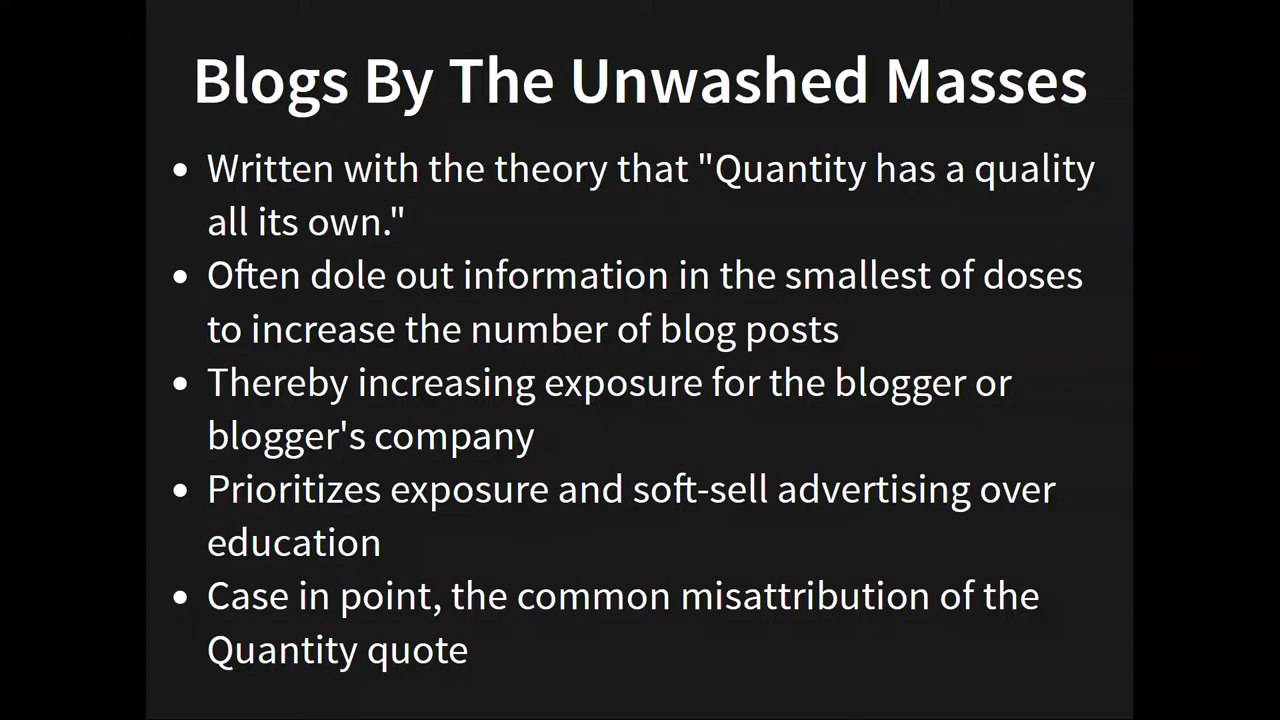 Blogs By The Unwashed Masses
• Written with the theory that "Quantity has a quality
all its own."
• Often dole out information in the smallest of doses
to increase the number of blog posts
• Thereby increasing exposure for the blogger or
blogger's company
• Prioritizes exposure and soft-sell advertising over
education
• Case in point, the common misattribution of the
Quantity quote